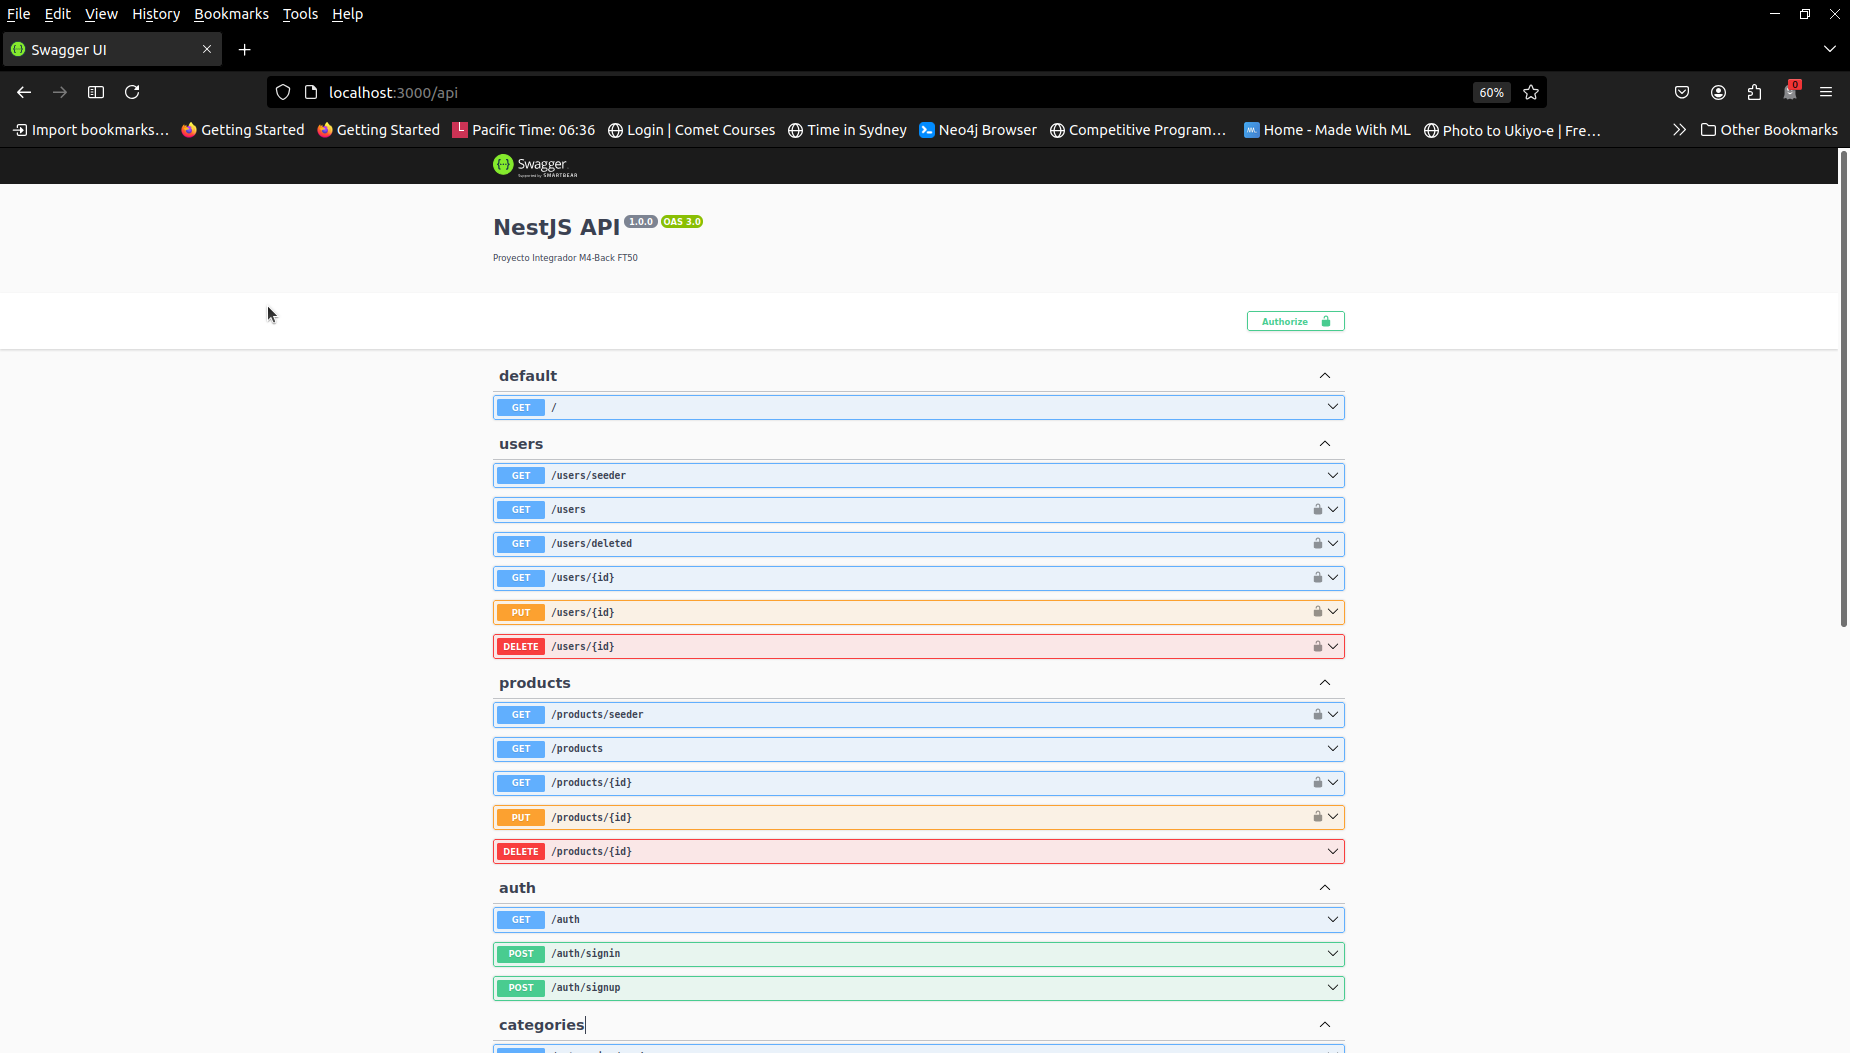 File Edit View History Bookmarks Tools Help
Swagger UI
localhost:3000/api 60% 0
Import bookmarks... Getting Started Getting Started L Pacific Time: 06:36 Login | Comet Courses Time in Sydney Neo4j Browser Competitive Program... Home - Made With ML Photo to Ukiyo-e | Fre... Other Bookmarks
Swagger
Supported by SMARTBEAR
NestJS API 1.0.0 OAS 3.0
Proyecto Integrador M4-Back FT50
Authorize
default
GET /
users
GET /users/seeder
GET /users
GET /users/deleted
GET /users/{id}
PUT /users/{id}
DELETE /users/{id}
products
GET /products/seeder
GET /products
GET /products/{id}
PUT /products/{id}
DELETE /products/{id}
auth
GET /auth
POST /auth/signin
POST /auth/signup
categories